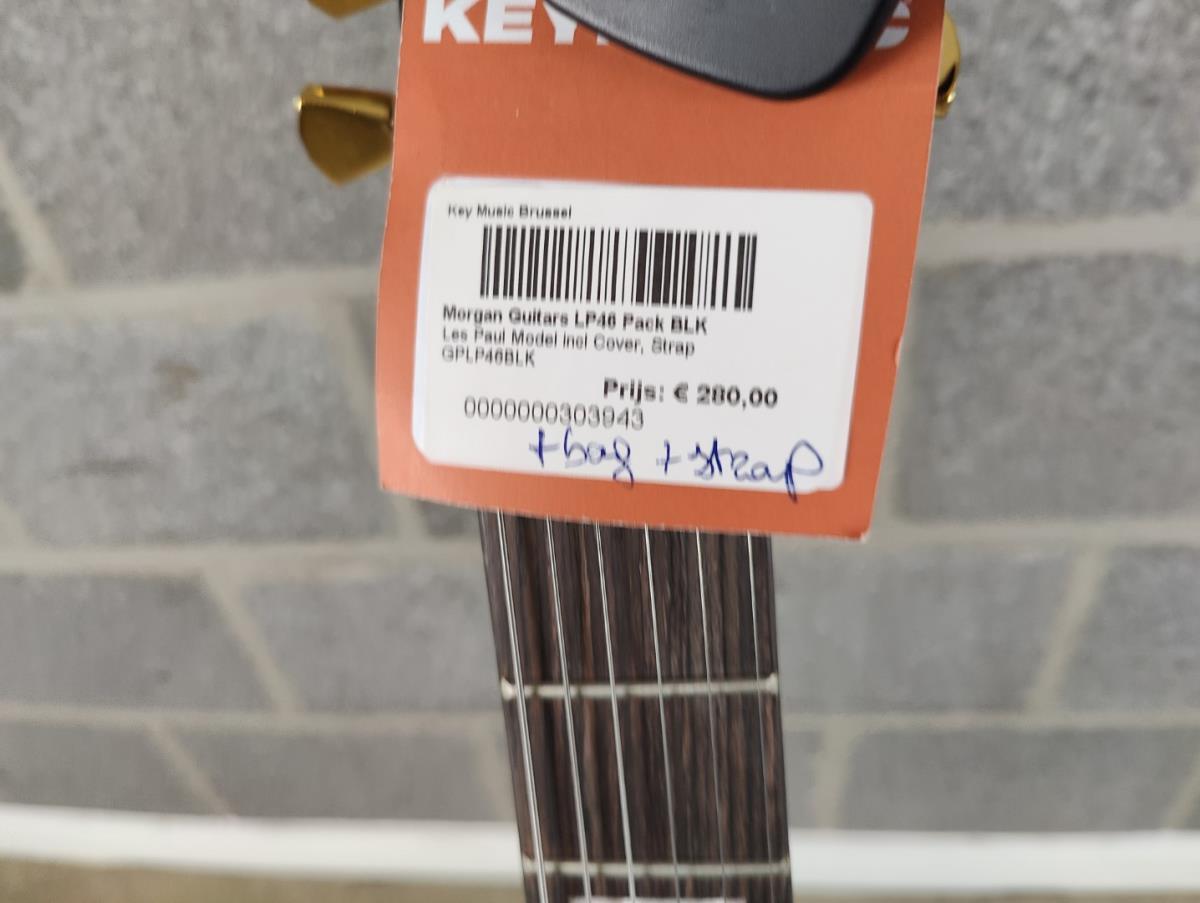 KEY
Key Music Brussel
Morgan Guitars LP46 Pack BLK
Les Paul Model incl Cover, Strap
GPLP46BLK
Prijs: € 280,00
0000000303943
+bag +strap